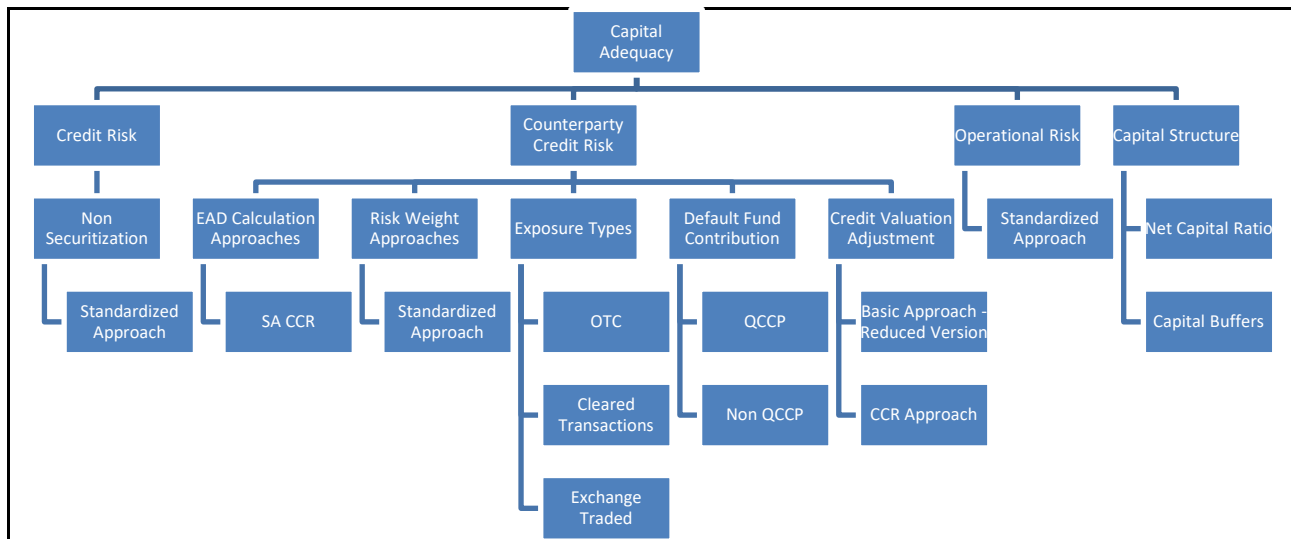 Capital
Adequacy
Credit Risk
Counterparty
Credit Risk
Operational Risk
Capital Structure
Non
Securitization
EAD Calculation
Approaches
Risk Weight
Approaches
Exposure Types
Default Fund
Contribution
Credit Valuation
Adjustment
Standardized
Approach
Net Capital Ratio
Standardized
Approach
SA CCR
Standardized
Approach
OTC
QCCP
Basic Approach -
Reduced Version
Capital Buffers
Cleared
Transactions
Non QCCP
CCR Approach
Exchange
Traded